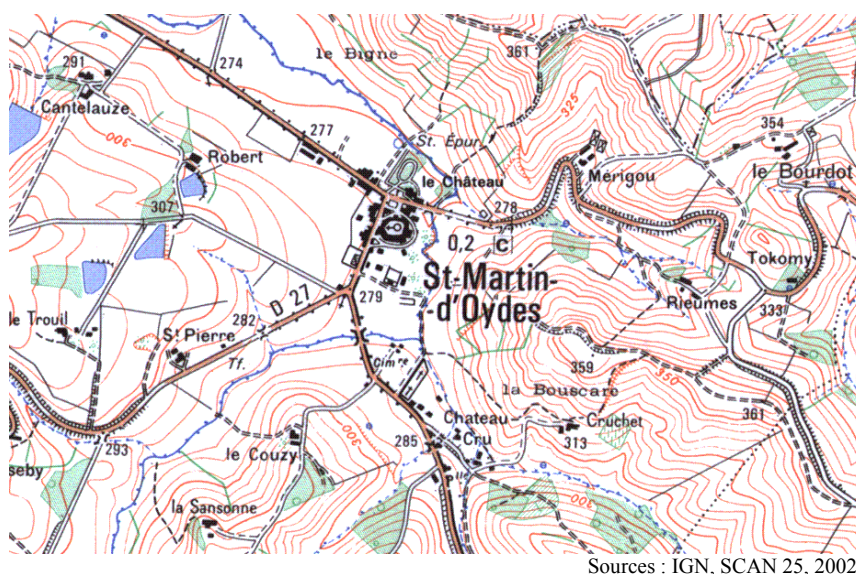 le Bigne
361
291
274
Cantelauze
325
277
St. Épur
354
300
Robert
le Château
Mérigou
le Bourdot
307
278
0,2
c
Tokomy
St-Martin-
-d'Oydes
Rieumes
D 27
279
333
le Trouil
282
St Pierre
Tf.
Cimre
359
350
la Bouscare
361
Chateau
Cru
Cruchet
300
313
293
285
le Couzy
seby
la Sansonne
300
Sources : IGN, SCAN 25, 2002